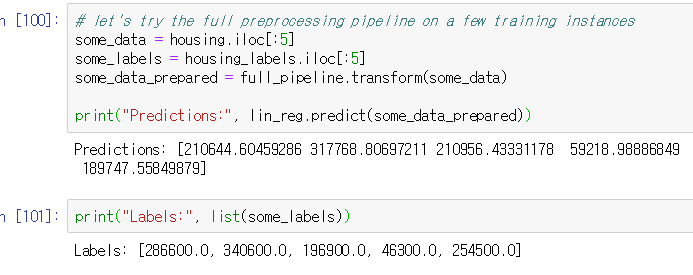 n [100]: # let's try the full preprocessing pipeline on a few training instances
some_data = housing.iloc[:5]
some_labels = housing_labels.iloc[:5]
some_data_prepared = full_pipeline.transform(some_data)
print("Predictions:", lin_reg.predict(some_data_prepared))
Predictions: [210644.60459286 317768.80697211 210956.43331178  59218.98886849
189747.55849879]
n [101]: print("Labels:", list(some_labels))
Labels: [286600.0, 340600.0, 196900.0, 46300.0, 254500.0]